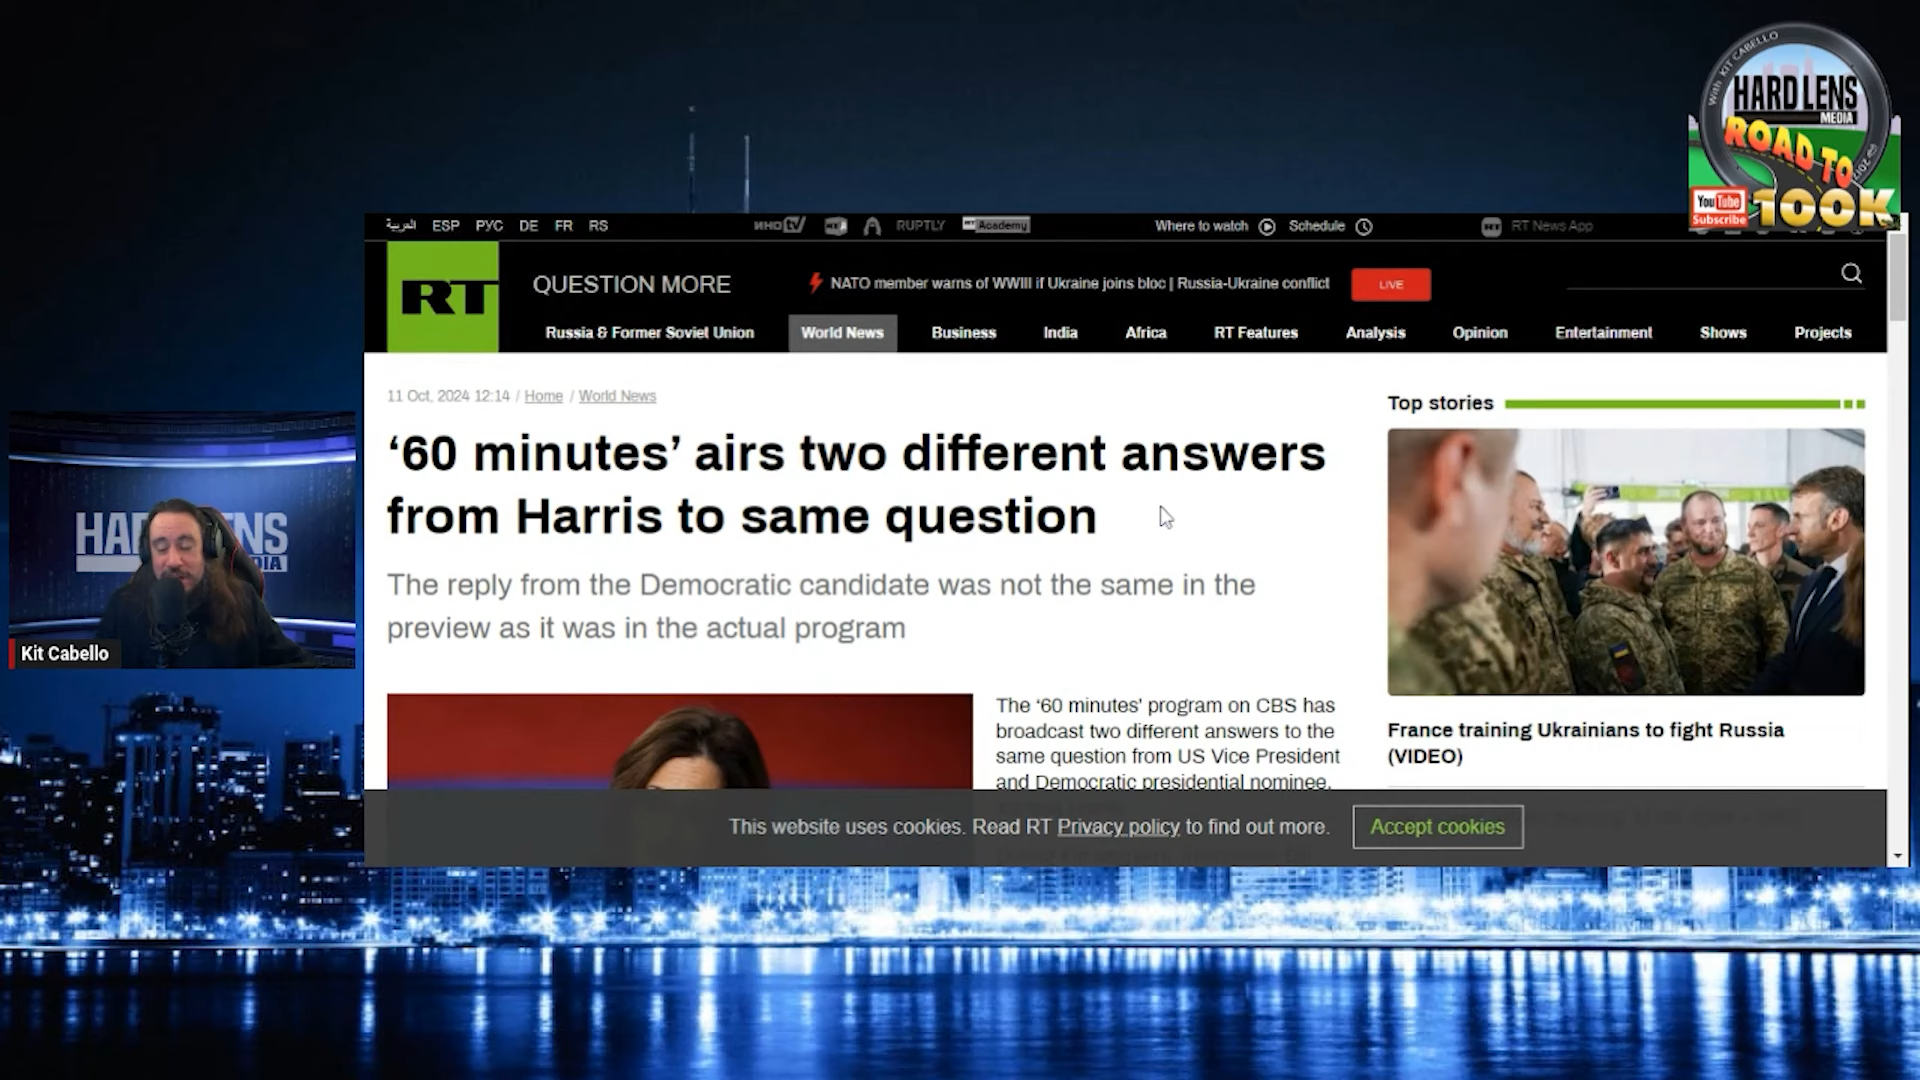 with KIT CABELLO
HARD LENS
MEDIA
ROAD TO
YouTube
Subscribe
100K
العربية ESP РУС DE FR RS
ИНОTV
RUPTLY
RT Academy
Where to watch
Schedule
RT News App
RT
QUESTION MORE
NATO member warns of WWIII if Ukraine joins bloc | Russia-Ukraine conflict
LIVE
Russia & Former Soviet Union World News Business India Africa RT Features Analysis Opinion Entertainment Shows Projects
11 Oct, 2024 12:14 / Home / World News
‘60 minutes’ airs two different answers
from Harris to same question
The reply from the Democratic candidate was not the same in the
preview as it was in the actual program
The ‘60 minutes’ program on CBS has
broadcast two different answers to the
same question from US Vice President
and Democratic presidential nominee,
Top stories
France training Ukrainians to fight Russia
(VIDEO)
This website uses cookies. Read RT Privacy policy to find out more.
Accept cookies
Kit Cabello